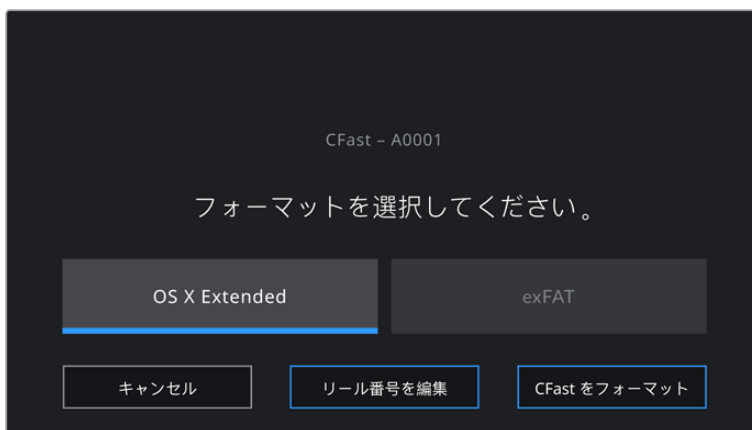 CFast – A0001
フォーマットを選択してください。
OS X Extended
exFAT
キャンセル
リール番号を編集
CFast をフォーマット